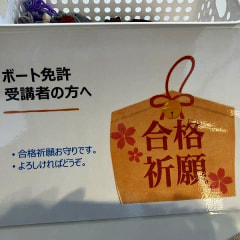 ボート免許
受講者の方へ
・合格祈願お守りです。
・よろしければどうぞ。
合格
祈願